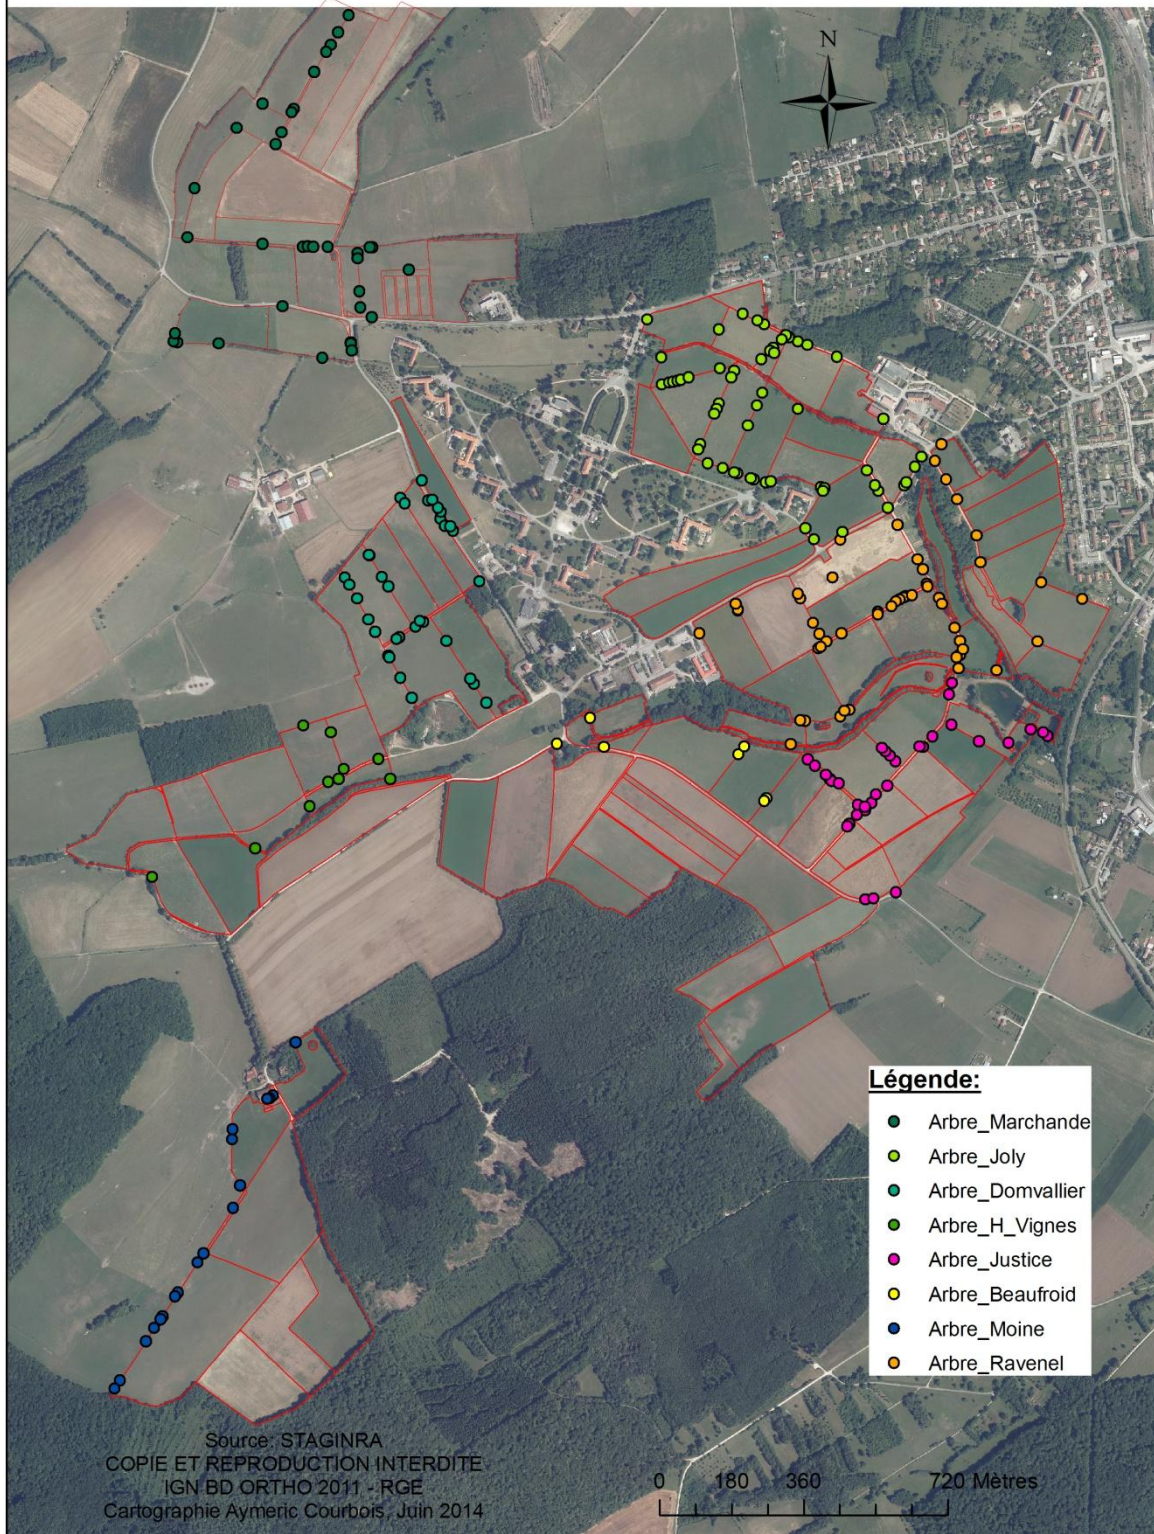 N
Légende:
Arbre_Marchande
Arbre_Joly
Arbre_Domvallier
Arbre_H_Vignes
Arbre_Justice
Arbre_Beaufroid
Arbre_Moine
Arbre_Ravenel
Source: STAGINRA
COPIE ET REPRODUCTION INTERDITE
IGN BD ORTHO 2011 - RGE
Cartographie Aymeric Courbois, Juin 2014
0 180 360 720 Mètres